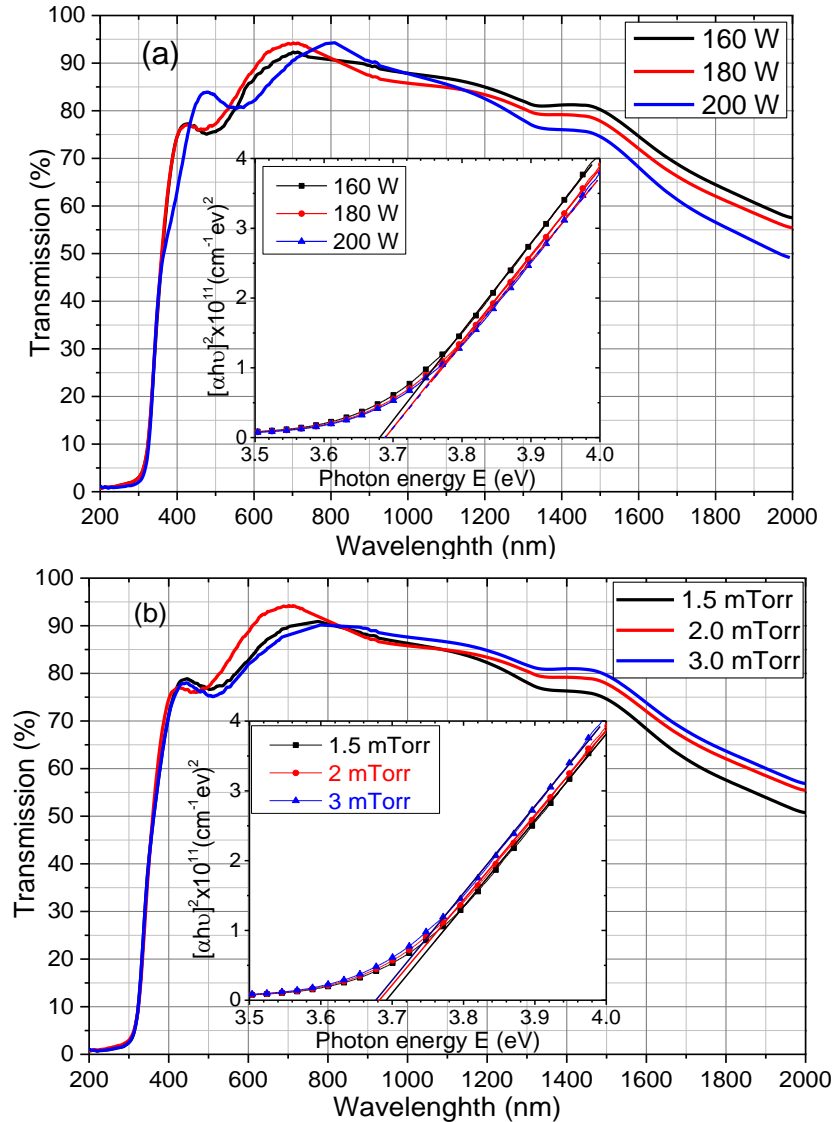 (a)
160 W
180 W
200 W
Transmission (%)
100
90
80
70
60
50
40
30
20
10
0
200 400 600 800 1000 1200 1400 1600 1800 2000
Wavelenghth (nm)
160 W
180 W
200 W
[αhυ]²x10¹¹(cm⁻¹ev)²
4
3
2
1
0
3.5 3.6 3.7 3.8 3.9 4.0
Photon energy E (eV)
(b)
1.5 mTorr
2.0 mTorr
3.0 mTorr
Transmission (%)
100
90
80
70
60
50
40
30
20
10
0
200 400 600 800 1000 1200 1400 1600 1800 2000
Wavelenghth (nm)
1.5 mTorr
2 mTorr
3 mTorr
[αhυ]²x10¹¹(cm⁻¹ev)²
4
3
2
1
0
3.5 3.6 3.7 3.8 3.9 4.0
Photon energy E (eV)